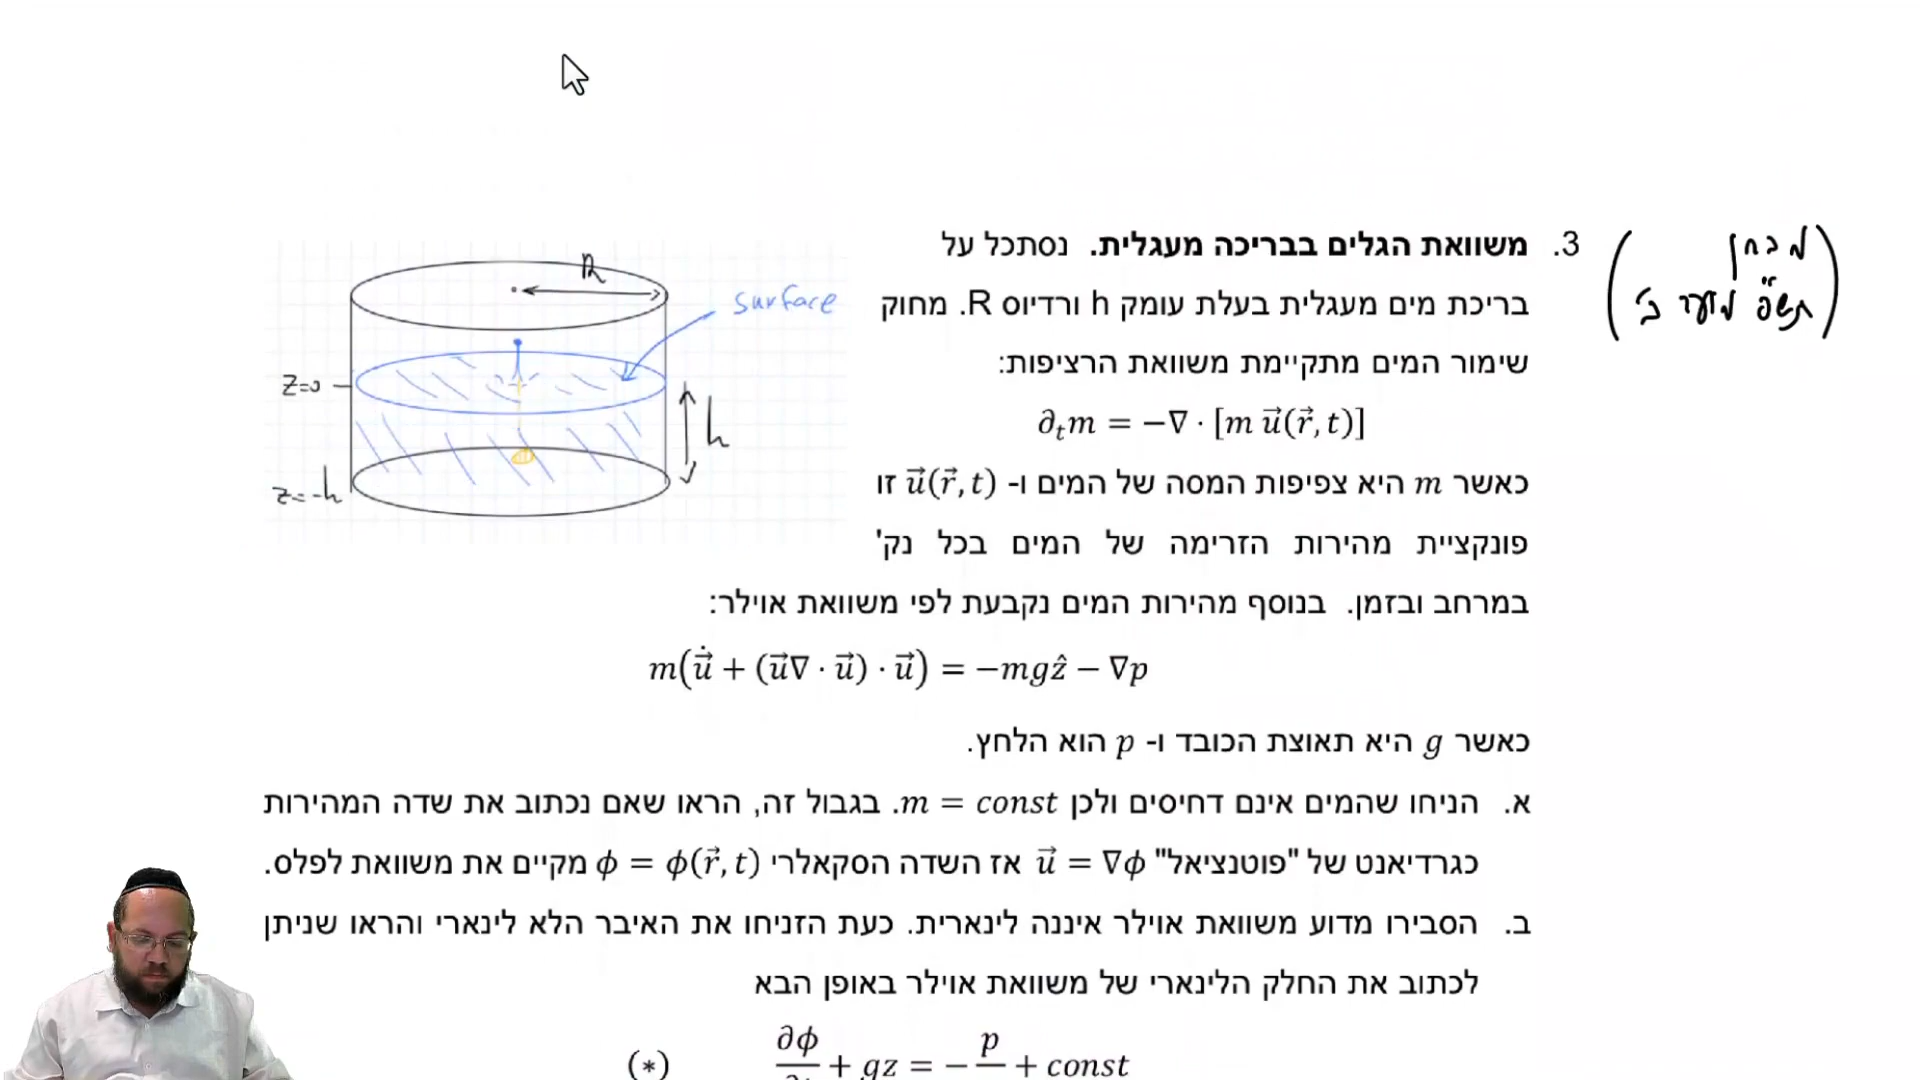 3. משוואת הגלים בבריכה מעגלית. נסתכל על
בריכת מים מעגלית בעלת עומק h ורדיוס R. מחוק
שימור המים מתקיימת משוואת הרציפות:
∂ₜm = −∇ · [m u⃗(r⃗, t)]
כאשר m היא צפיפות המסה של המים ו- u⃗(r⃗, t) זו
פונקציית מהירות הזרימה של המים בכל נק'
במרחב ובזמן. בנוסף מהירות המים נקבעת לפי משוואת אוילר:
m(u⃗̇ + (u⃗∇ · u⃗) · u⃗) = −mgẑ − ∇p
כאשר g היא תאוצת הכובד ו- p הוא הלחץ.
א. הניחו שהמים אינם דחיסים ולכן m = const. בגבול זה, הראו שאם נכתוב את שדה המהירות
כגרדיאנט של "פוטנציאל" u⃗ = ∇ϕ אז השדה הסקאלרי ϕ = ϕ(r⃗, t) מקיים את משוואת לפלס.
ב. הסבירו מדוע משוואת אוילר איננה לינארית. כעת הזניחו את האיבר הלא לינארי והראו שניתן
לכתוב את החלק הלינארי של משוואת אוילר באופן הבא
(∗) ∂ϕ + gz = − p + const
(מבחן
תש"פ מועד ב')
R
surface
z=0
h
z=-h